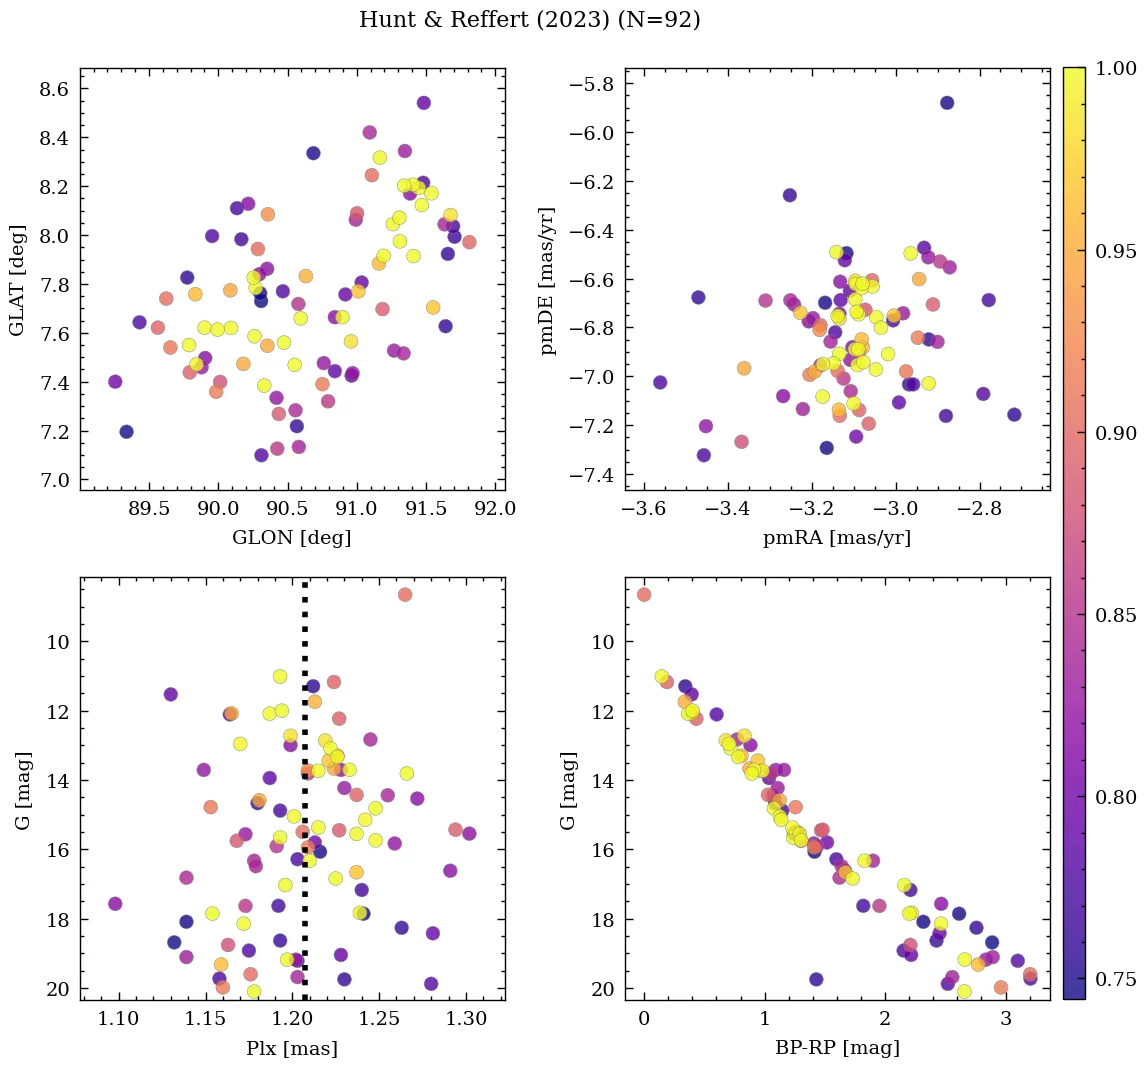 Hunt & Reffert (2023) (N=92)
8.6
8.4
8.2
8.0
7.8
7.6
7.4
7.2
7.0
GLAT [deg]
89.5 90.0 90.5 91.0 91.5 92.0
GLON [deg]
−5.8
−6.0
−6.2
−6.4
−6.6
−6.8
−7.0
−7.2
−7.4
pmDE [mas/yr]
−3.6 −3.4 −3.2 −3.0 −2.8
pmRA [mas/yr]
1.00
0.95
0.90
0.85
0.80
0.75
10
12
14
16
18
20
G [mag]
1.10 1.15 1.20 1.25 1.30
Plx [mas]
10
12
14
16
18
20
G [mag]
0 1 2 3
BP-RP [mag]